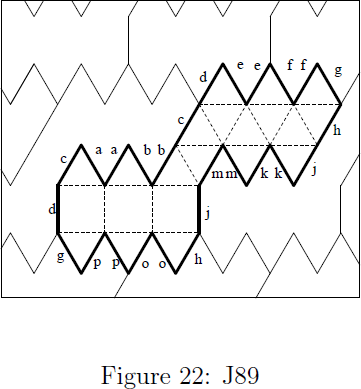 d e e f f g
c h
c a a b b m m k k j
d j
g p p o o h
Figure 22: J89